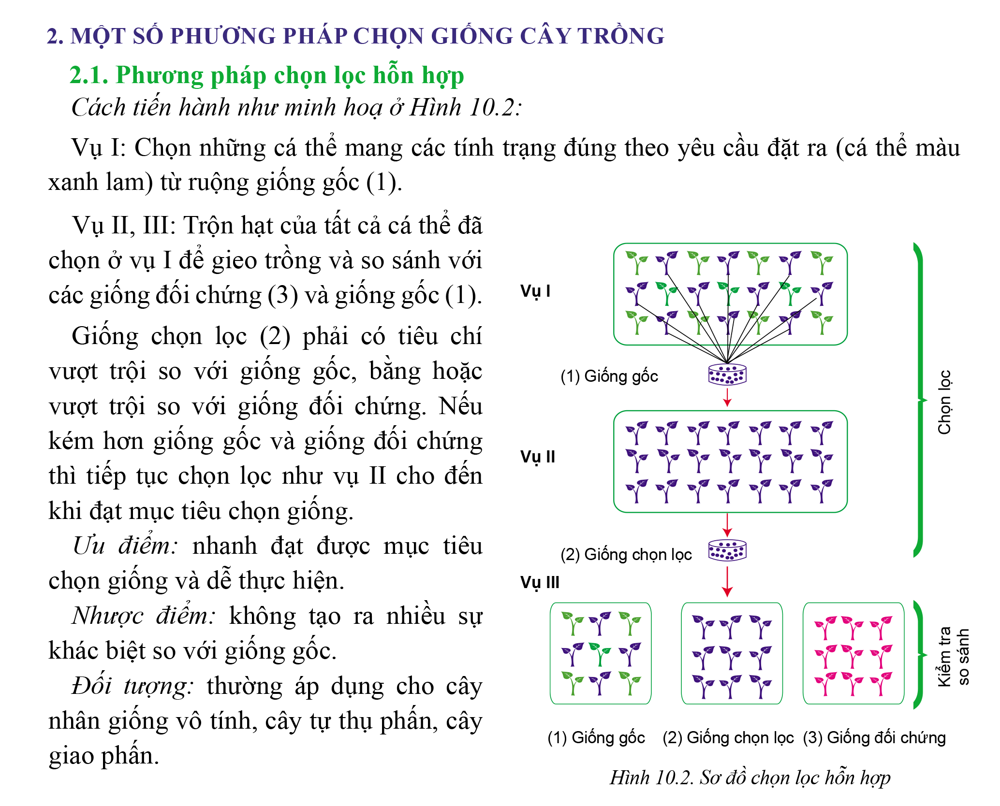 2. MỘT SỐ PHƯƠNG PHÁP CHỌN GIỐNG CÂY TRỒNG
2.1. Phương pháp chọn lọc hỗn hợp
Cách tiến hành như minh hoạ ở Hình 10.2:
Vụ I: Chọn những cá thể mang các tính trạng đúng theo yêu cầu đặt ra (cá thể màu
xanh lam) từ ruộng giống gốc (1).
Vụ II, III: Trộn hạt của tất cả cá thể đã
chọn ở vụ I để gieo trồng và so sánh với
các giống đối chứng (3) và giống gốc (1).
Giống chọn lọc (2) phải có tiêu chí
vượt trội so với giống gốc, bằng hoặc
vượt trội so với giống đối chứng. Nếu
kém hơn giống gốc và giống đối chứng
thì tiếp tục chọn lọc như vụ II cho đến
khi đạt mục tiêu chọn giống.
Ưu điểm: nhanh đạt được mục tiêu
chọn giống và dễ thực hiện.
Nhược điểm: không tạo ra nhiều sự
khác biệt so với giống gốc.
Đối tượng: thường áp dụng cho cây
nhân giống vô tính, cây tự thụ phấn, cây
giao phấn.
Vụ I
(1) Giống gốc
Vụ II
(2) Giống chọn lọc
Chọn lọc
Vụ III
Kiểm tra
so sánh
(1) Giống gốc
(2) Giống chọn lọc
(3) Giống đối chứng
Hình 10.2. Sơ đồ chọn lọc hỗn hợp